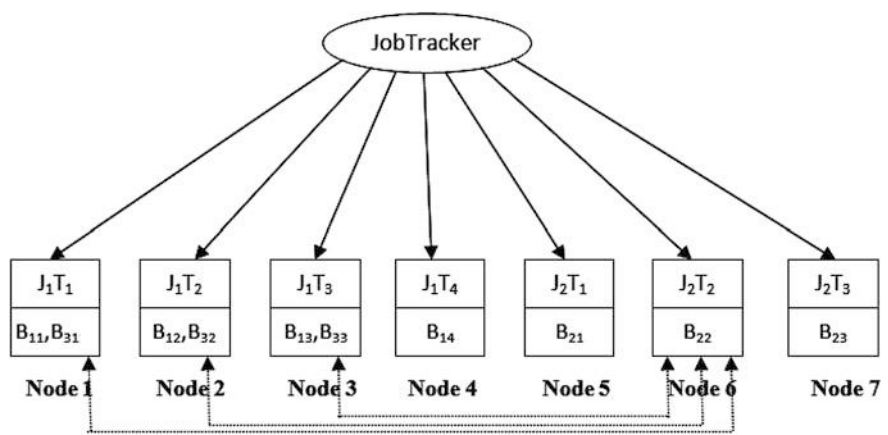 JobTracker
J₁T₁ J₁T₂ J₁T₃ J₁T₄ J₂T₁ J₂T₂ J₂T₃
B₁₁,B₃₁ B₁₂,B₃₂ B₁₃,B₃₃ B₁₄ B₂₁ B₂₂ B₂₃
Node 1 Node 2 Node 3 Node 4 Node 5 Node 6 Node 7